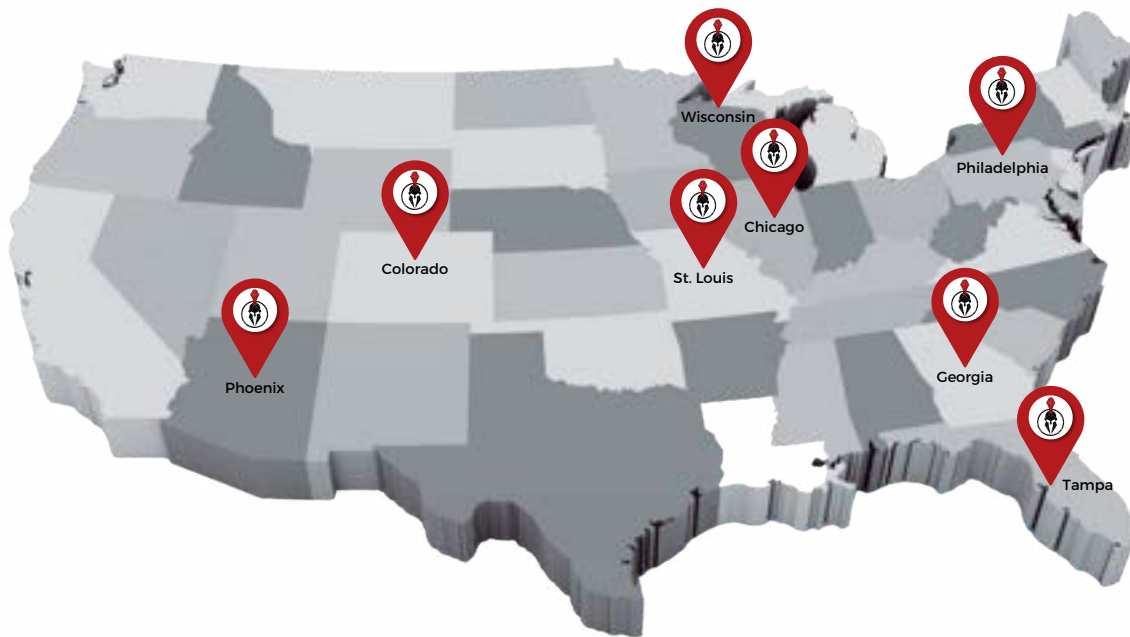 Wisconsin
Philadelphia
Chicago
Colorado
St. Louis
Georgia
Phoenix
Tampa